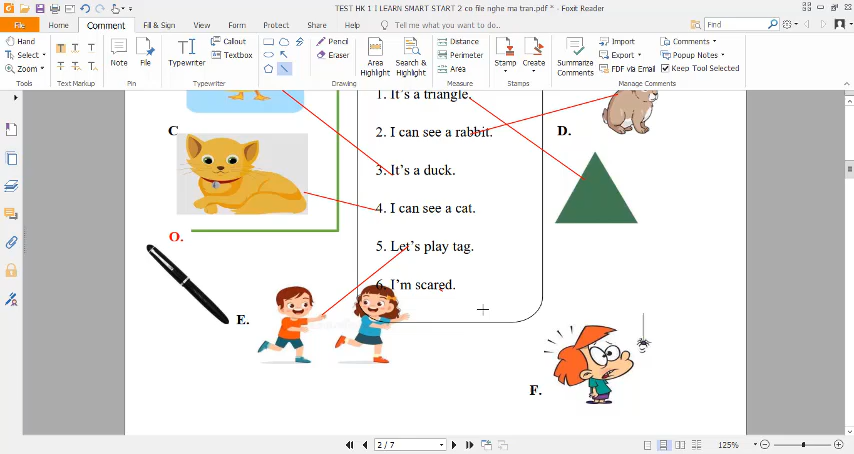 TEST HK 1 I LEARN SMART START 2 co file nghe ma tran.pdf * - Foxit Reader
File Home Comment Fill & Sign View Form Protect Share Help Tell me what you want to do... Find
Hand Select Zoom Tools
T T T T T T Text Markup
Note File Pin
Typewriter Callout Textbox Typewriter
Pencil Eraser Drawing
Area Highlight Search & Highlight
Distance Perimeter Area Measure
Stamp Create Stamps
Summarize Comments Import Export FDF via Email Comments Keep Tool Selected Manage Comments
1. It's a triangle.
C 2. I can see a rabbit. D.
3. It's a duck.
4. I can see a cat.
O.
5. Let's play tag.
6. I'm scared.
E.
F.
2 / 7 125%